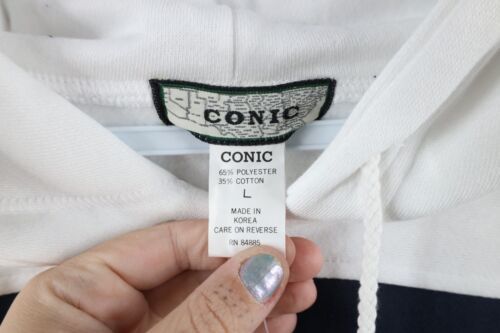 CONIC
CONIC
65% POLYESTER
35% COTTON
L
MADE IN
KOREA
CARE ON REVERSE
RN 84885